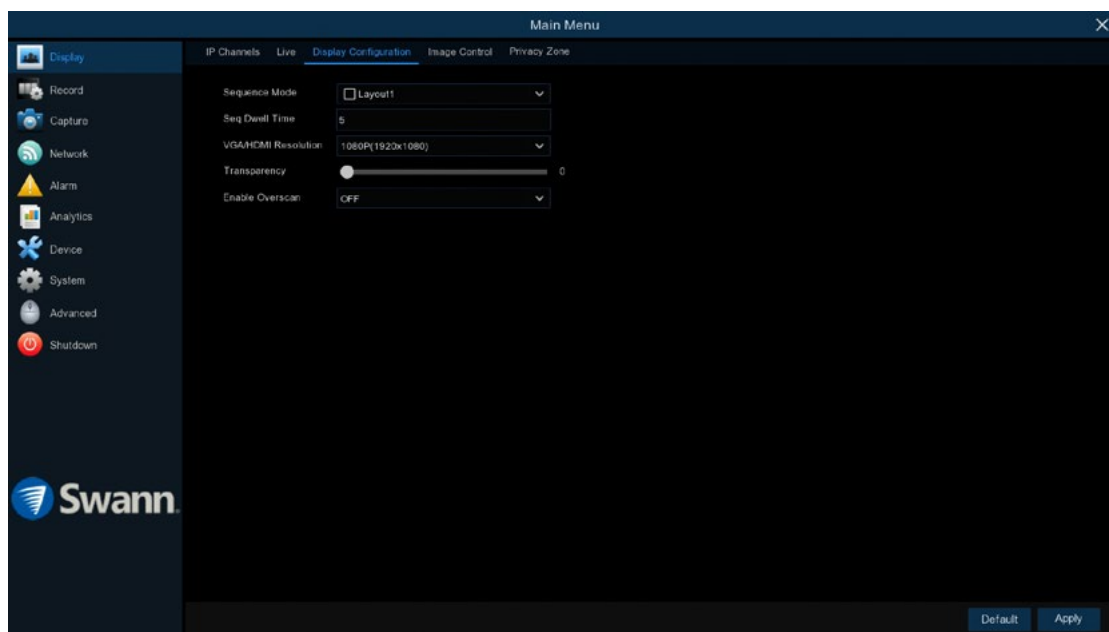 Main Menu
Display
Record
Capture
Network
Alarm
Analytics
Device
System
Advanced
Shutdown
Swann.
IP Channels Live Display Configuration Image Control Privacy Zone
Sequence Mode Layout1
Seq Dwell Time 5
VGA/HDMI Resolution 1080P(1920x1080)
Transparency 0
Enable Overscan OFF
Default Apply